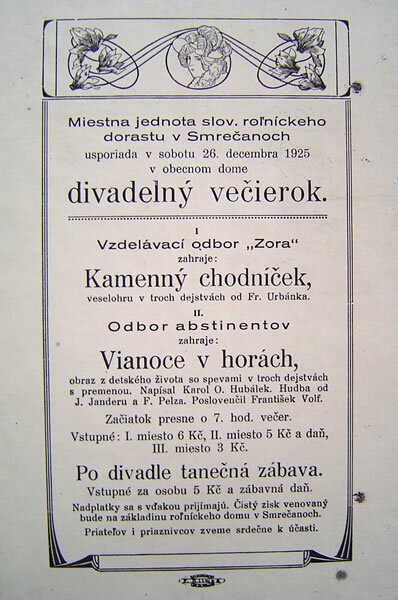 Miestna jednota slov. roľníckeho
dorastu v Smrečanoch
usporiada v sobotu 26. decembra 1925
v obecnom dome
divadelný večierok.
I
Vzdelávací odbor „Zora“
zahraje:
Kamenný chodníček,
veselohru v troch dejstvách od Fr. Urbánka.
II.
Odbor abstinentov
zahraje:
Vianoce v horách,
obraz z detského života so spevami v troch dejstvách
s premenou. Napísal Karol O. Hubálek. Hudba od
J. Janderu a F. Pelza. Poslovenčil František Volf.
Začiatok presne o 7. hod. večer.
Vstupné: I. miesto 6 Kč, II. miesto 5 Kč a daň,
III. miesto 3 Kč.
Po divadle tanečná zábava.
Vstupné za osobu 5 Kč a zábavná daň.
Nadplatky sa s vďakou prijímajú. Čistý zisk venovaný
bude na základinu roľníckeho domu v Smrečanoch.
Priateľov i priaznivcov zveme srdečne k účasti.